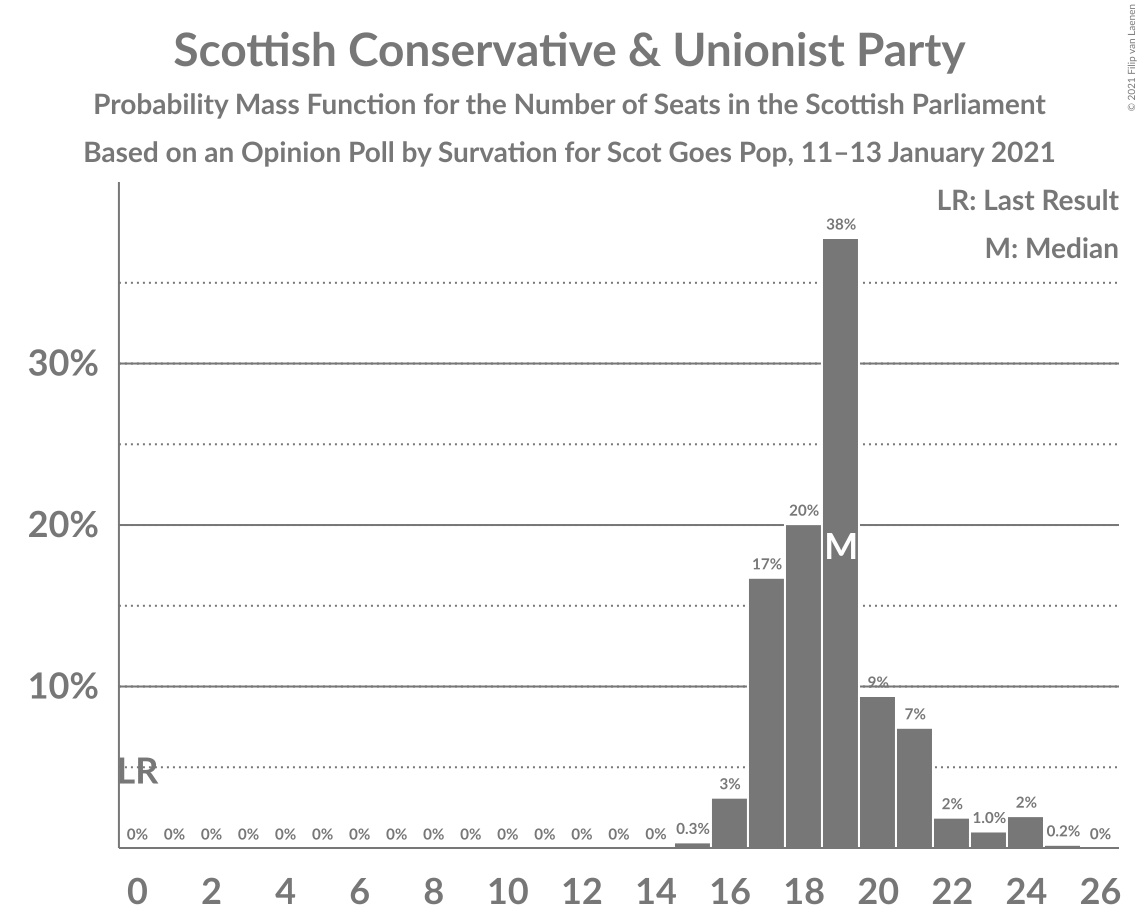 © 2021 Filip van Laenen
Scottish Conservative & Unionist Party
Probability Mass Function for the Number of Seats in the Scottish Parliament
Based on an Opinion Poll by Survation for Scot Goes Pop, 11–13 January 2021
LR: Last Result
M: Median
38%
30%
20%
20%
M
17%
10%
9%
7%
LR
3%
2%
2%
1.0%
0% 0% 0% 0% 0% 0% 0% 0% 0% 0% 0% 0% 0% 0% 0% 0.3% 0.2% 0%
0 2 4 6 8 10 12 14 16 18 20 22 24 26